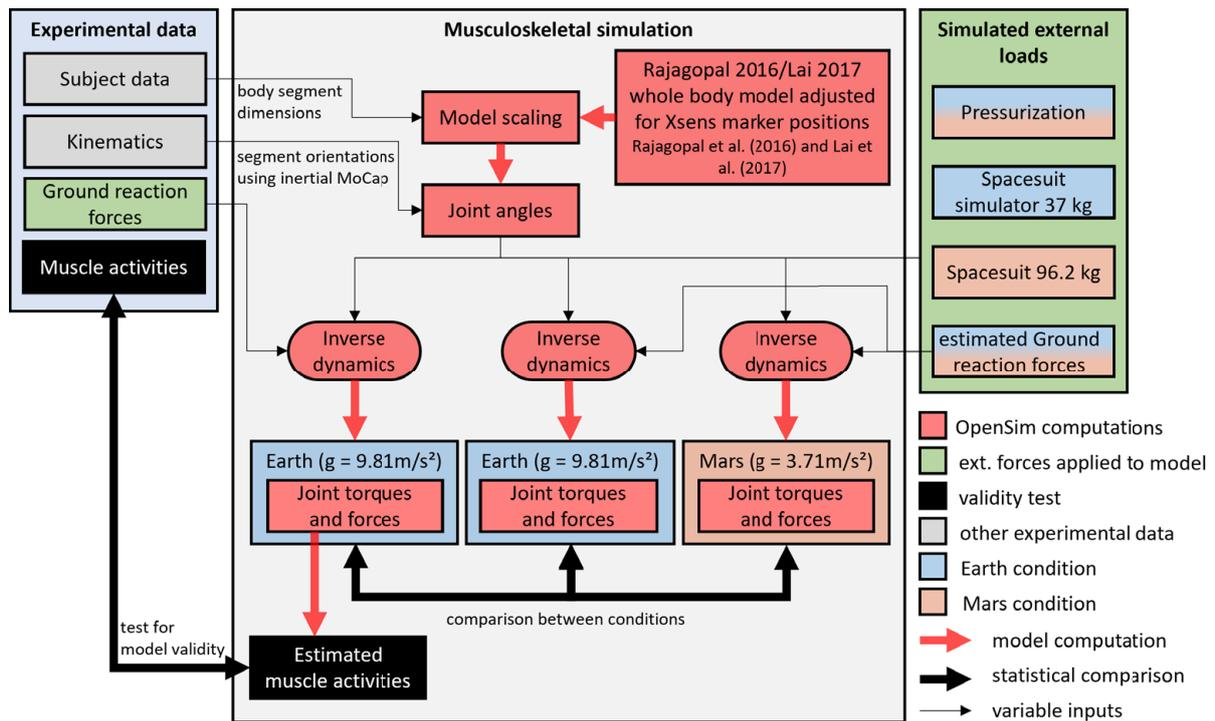 Experimental data
Subject data
Kinematics
Ground reaction
forces
Muscle activities
body segment
dimensions
segment orientations
using inertial MoCap
Musculoskeletal simulation
Model scaling
Rajagopal 2016/Lai 2017
whole body model adjusted
for Xsens marker positions
Rajagopal et al. (2016) and Lai et
al. (2017)
Joint angles
Inverse
dynamics
Inverse
dynamics
Inverse
dynamics
Earth (g = 9.81m/s²)
Joint torques
and forces
Earth (g = 9.81m/s²)
Joint torques
and forces
Mars (g = 3.71m/s²)
Joint torques
and forces
comparison between conditions
test for
model validity
Estimated
muscle activities
Simulated external
loads
Pressurization
Spacesuit
simulator 37 kg
Spacesuit 96.2 kg
estimated Ground
reaction forces
OpenSim computations
ext. forces applied to model
validity test
other experimental data
Earth condition
Mars condition
model computation
statistical comparison
variable inputs